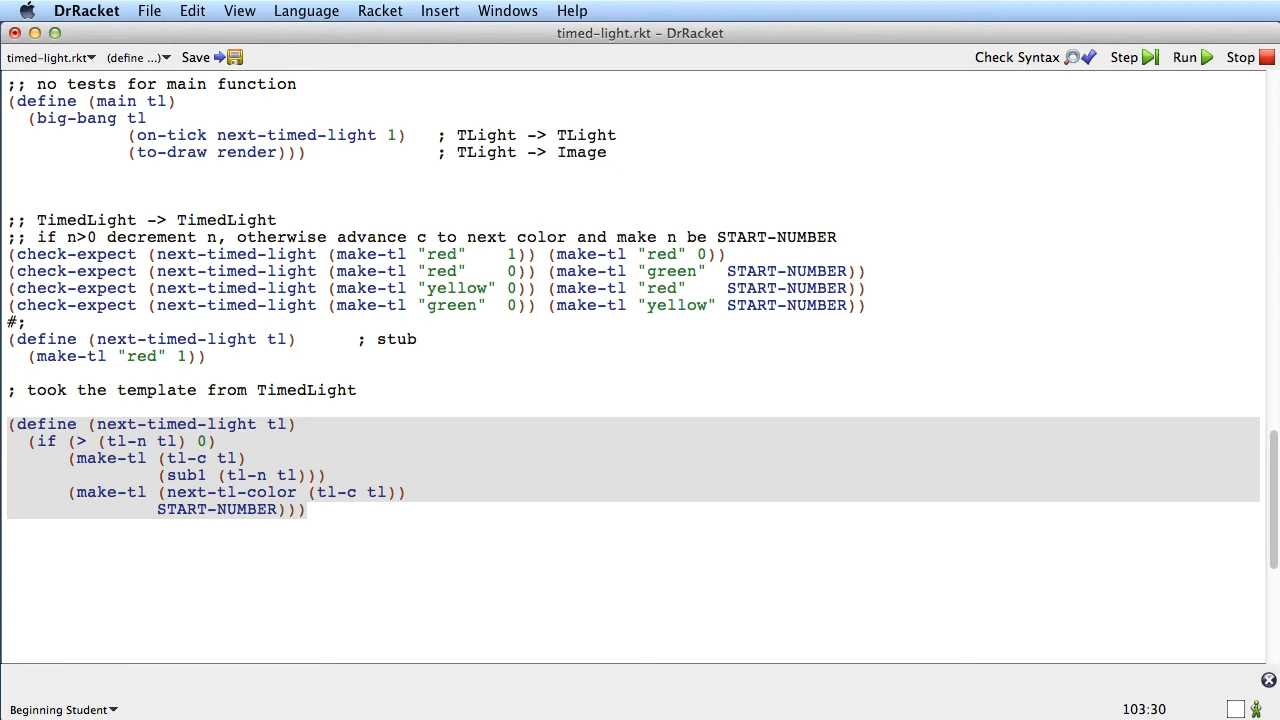 DrRacket File Edit View Language Racket Insert Windows Help
timed-light.rkt – DrRacket
timed-light.rkt (define ...) Save Check Syntax Step Run Stop
;; no tests for main function
(define (main tl)
  (big-bang tl
            (on-tick next-timed-light 1)   ; TLight -> TLight
            (to-draw render)))             ; TLight -> Image
;; TimedLight -> TimedLight
;; if n>0 decrement n, otherwise advance c to next color and make n be START-NUMBER
(check-expect (next-timed-light (make-tl "red"    1)) (make-tl "red" 0))
(check-expect (next-timed-light (make-tl "red"    0)) (make-tl "green"  START-NUMBER))
(check-expect (next-timed-light (make-tl "yellow" 0)) (make-tl "red"    START-NUMBER))
(check-expect (next-timed-light (make-tl "green"  0)) (make-tl "yellow" START-NUMBER))
#;
(define (next-timed-light tl)      ; stub
  (make-tl "red" 1))
; took the template from TimedLight
(define (next-timed-light tl)
  (if (> (tl-n tl) 0)
      (make-tl (tl-c tl)
               (sub1 (tl-n tl)))
      (make-tl (next-tl-color (tl-c tl))
               START-NUMBER)))
Beginning Student 103:30